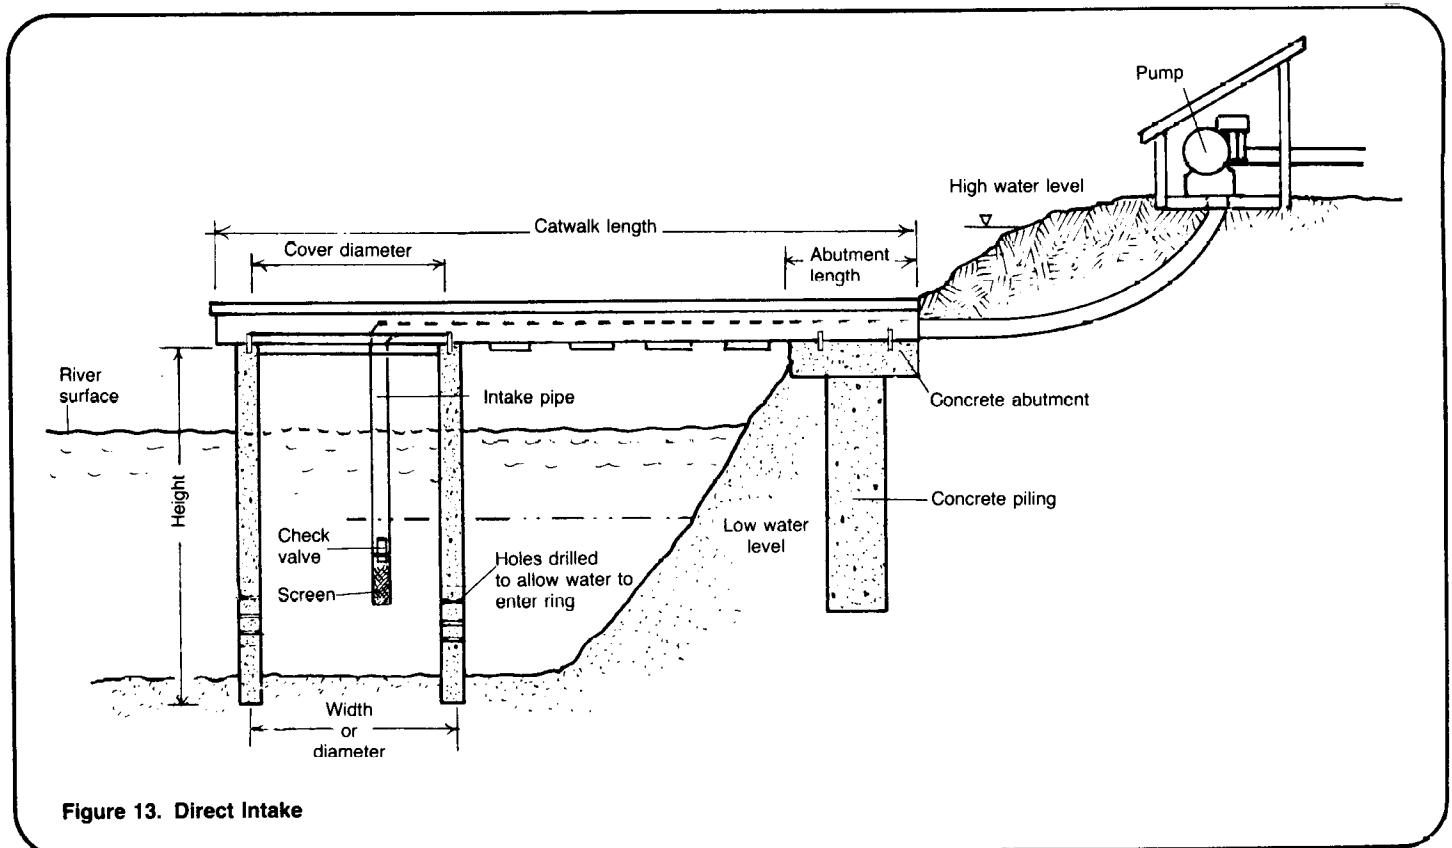 Pump
High water level
Catwalk length
Cover diameter
Abutment
length
River
surface
Intake pipe
Concrete abutment
Height
Concrete piling
Low water
level
Check
valve
Holes drilled
to allow water to
enter ring
Screen
Width
or
diameter
Figure 13. Direct Intake